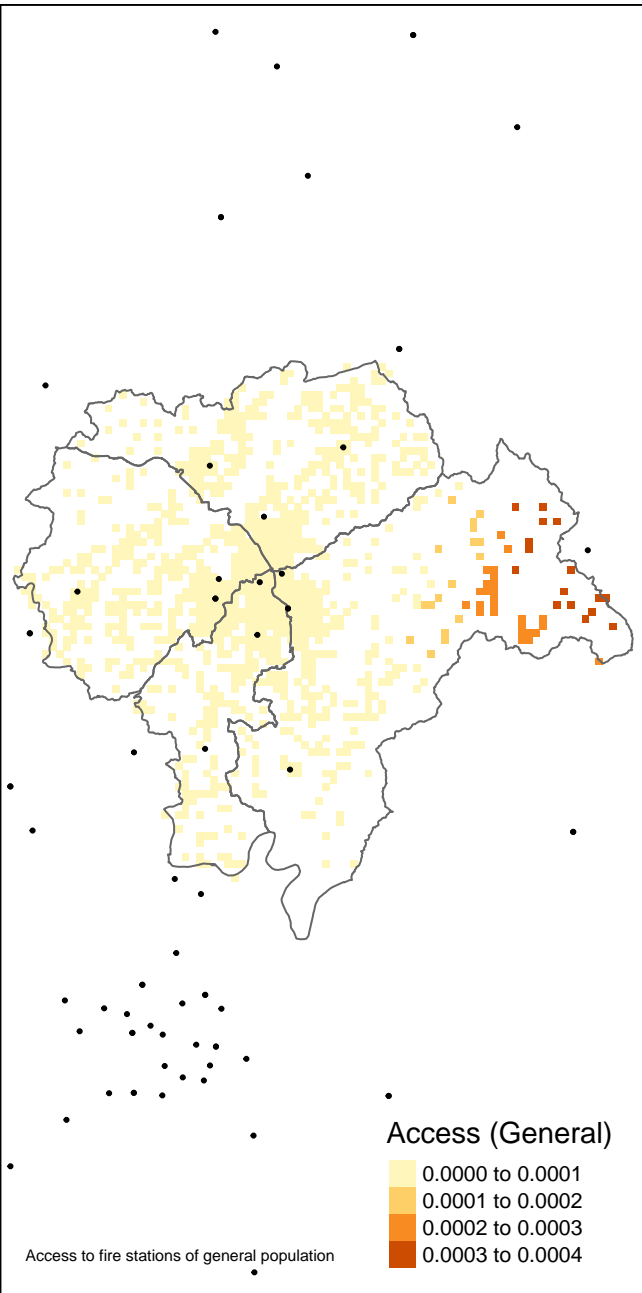 Access (General)
0.0000 to 0.0001
0.0001 to 0.0002
0.0002 to 0.0003
0.0003 to 0.0004
Access to fire stations of general population